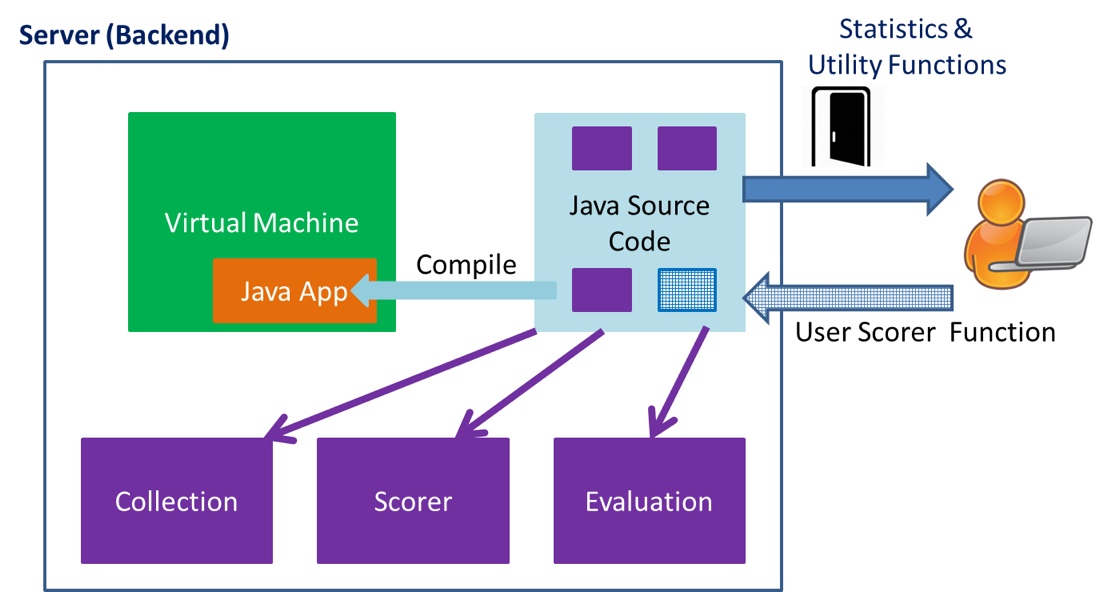 Server (Backend)
Statistics &
Utility Functions
Virtual Machine
Java Source
Code
Compile
Java App
User Scorer Function
Collection
Scorer
Evaluation